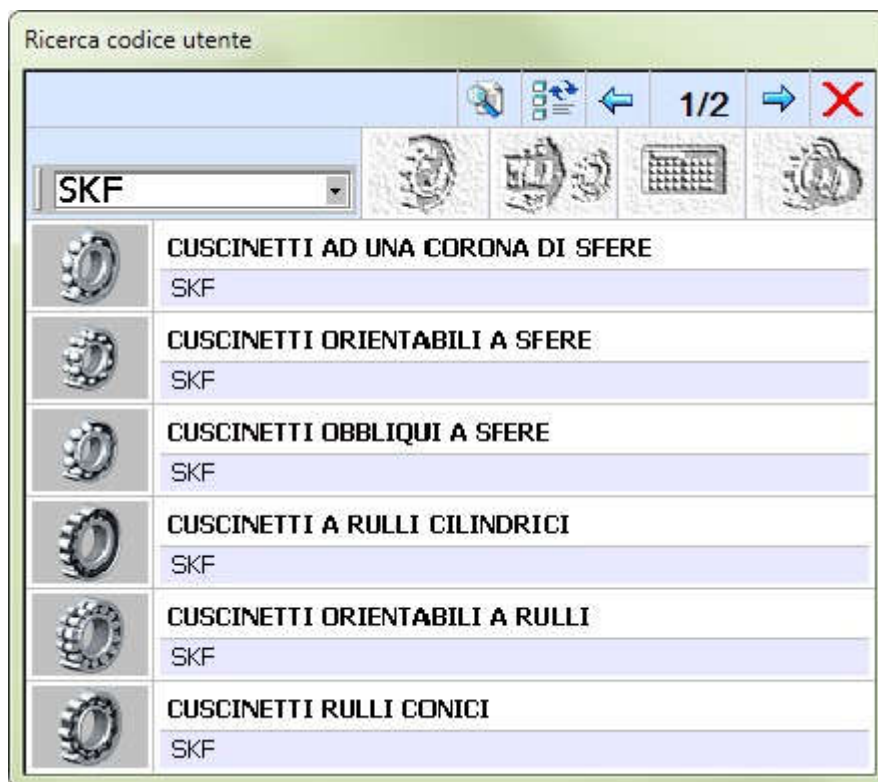 Ricerca codice utente
1/2
SKF
CUSCINETTI AD UNA CORONA DI SFERE
SKF
CUSCINETTI ORIENTABILI A SFERE
SKF
CUSCINETTI OBBLIQUI A SFERE
SKF
CUSCINETTI A RULLI CILINDRICI
SKF
CUSCINETTI ORIENTABILI A RULLI
SKF
CUSCINETTI RULLI CONICI
SKF